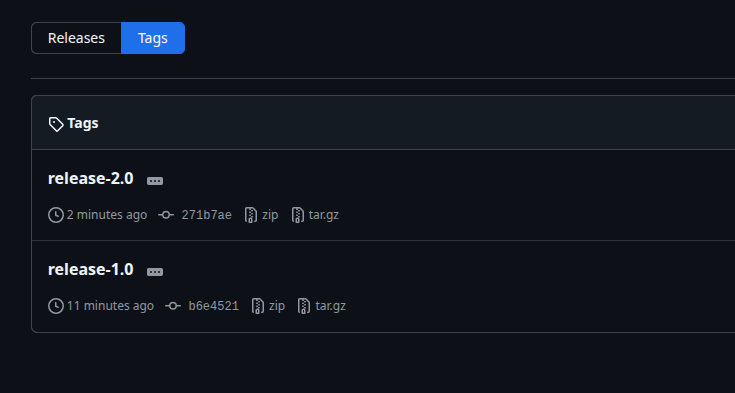 Releases Tags
Tags
release-2.0
2 minutes ago 271b7ae zip tar.gz
release-1.0
11 minutes ago b6e4521 zip tar.gz